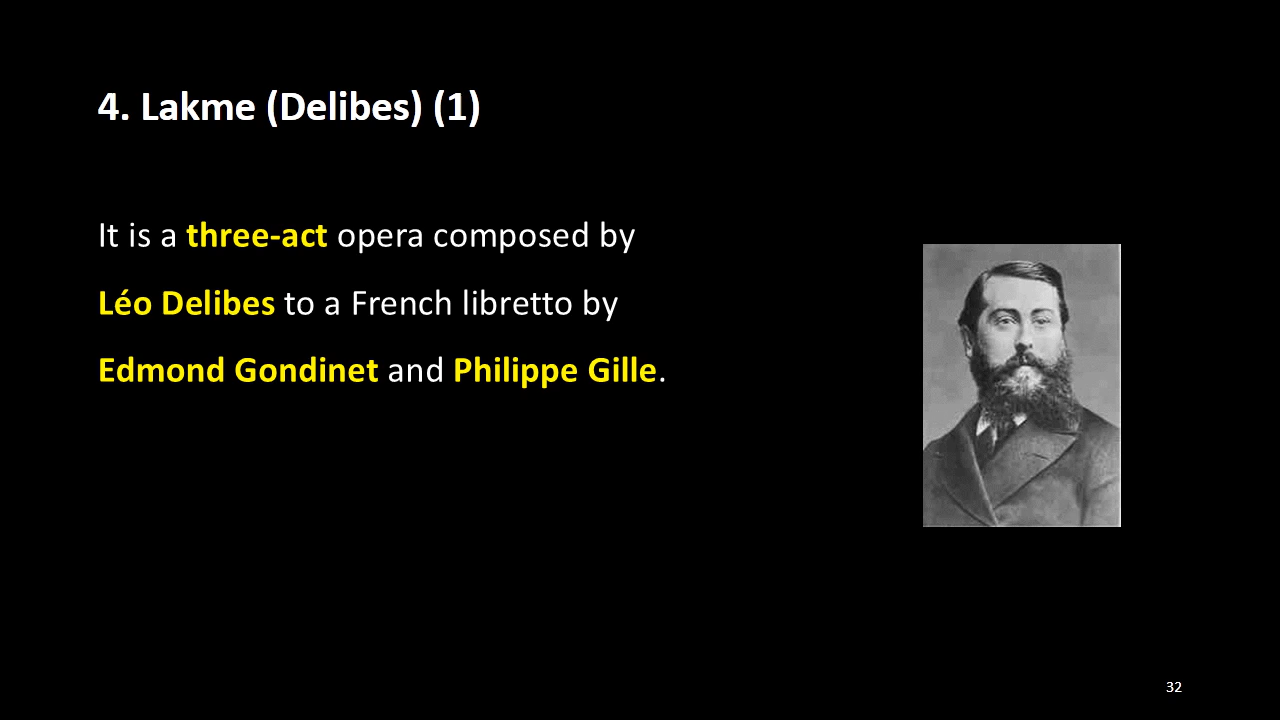 4. Lakme (Delibes) (1)
It is a three-act opera composed by
Léo Delibes to a French libretto by
Edmond Gondinet and Philippe Gille.
32